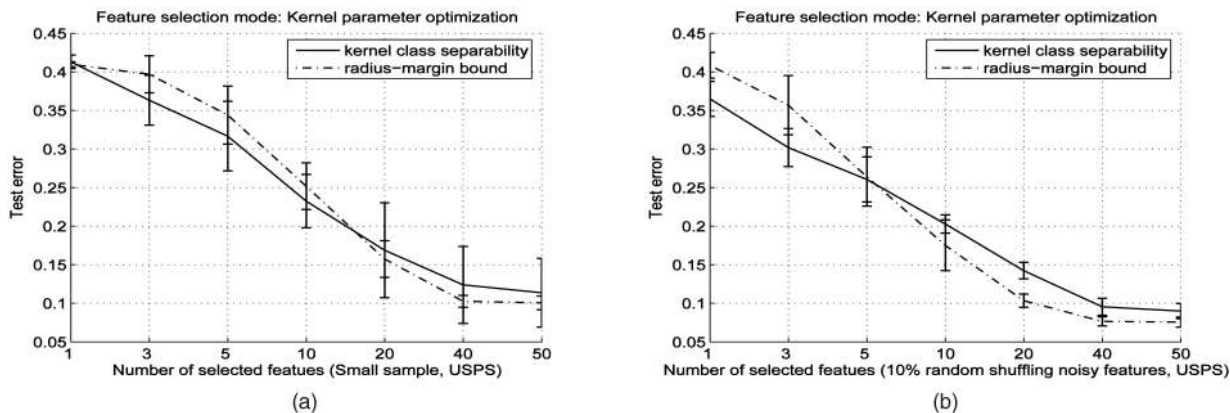 Feature selection mode: Kernel parameter optimization
0.45
0.4
0.35
0.3
0.25
0.2
0.15
0.1
0.05
Test error
kernel class separability
radius-margin bound
1 3 5 10 20 40 50
Number of selected featues (Small sample, USPS)
(a)
Feature selection mode: Kernel parameter optimization
0.45
0.4
0.35
0.3
0.25
0.2
0.15
0.1
0.05
Test error
kernel class separability
radius-margin bound
1 3 5 10 20 40 50
Number of selected featues (10% random shuffling noisy features, USPS)
(b)